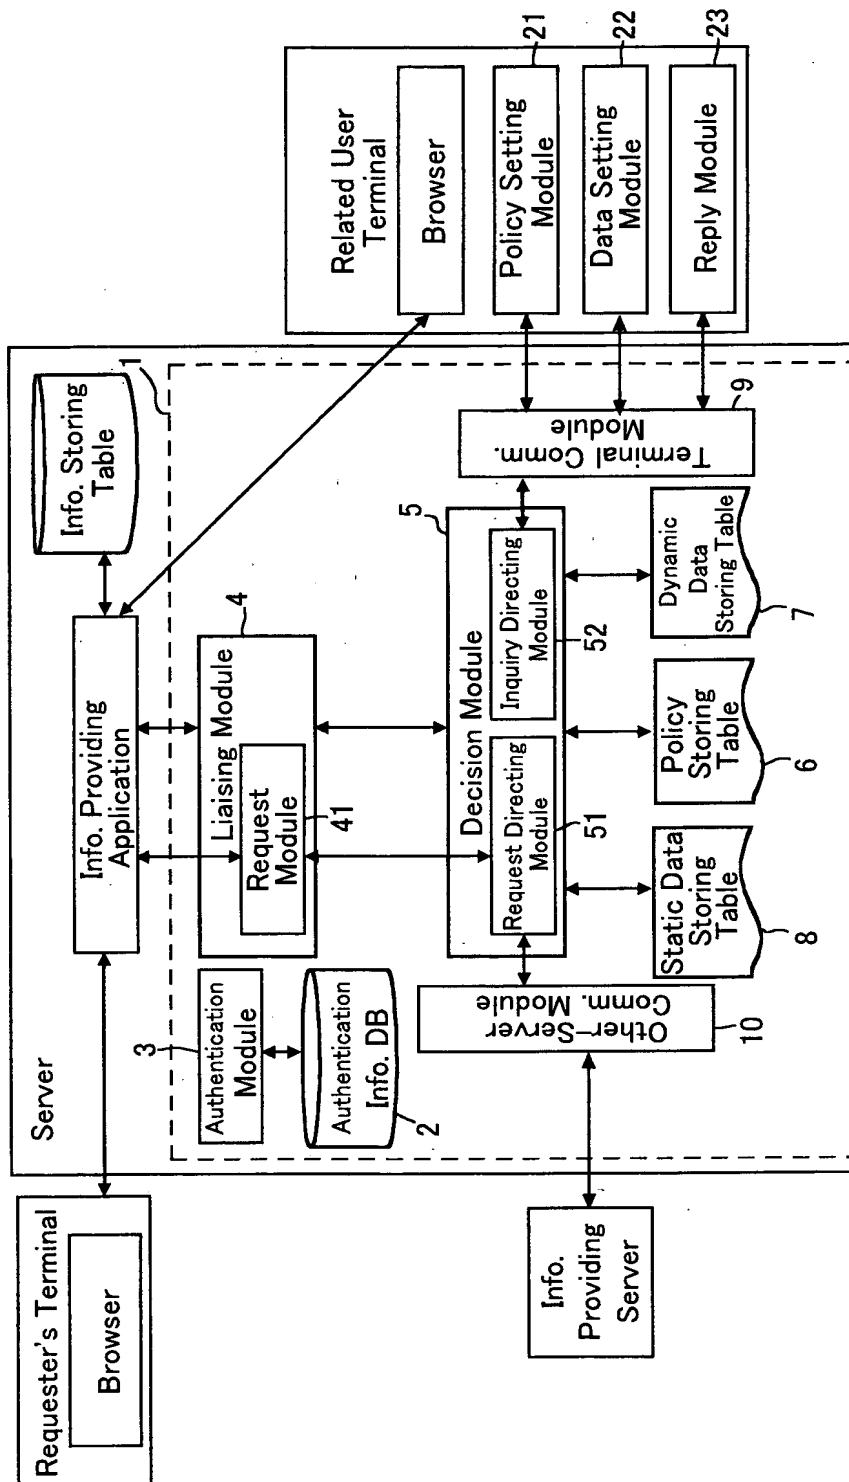 Requester's Terminal
Browser
Server
Info. Providing
Application
Info. Storing
Table
1
3
Authentication
Module
Authentication
Info. DB
2
Liaising Module
4
Request
Module
41
Decision Module
5
Request Directing
Module
51
Inquiry Directing
Module
52
Other-Server
Comm. Module
10
Terminal Comm.
Module
9
Static Data
Storing
Table
8
Policy
Storing
Table
6
Dynamic
Data
Storing Table
7
Info.
Providing
Server
Related User
Terminal
Browser
Policy Setting
Module
21
Data Setting
Module
22
Reply Module
23